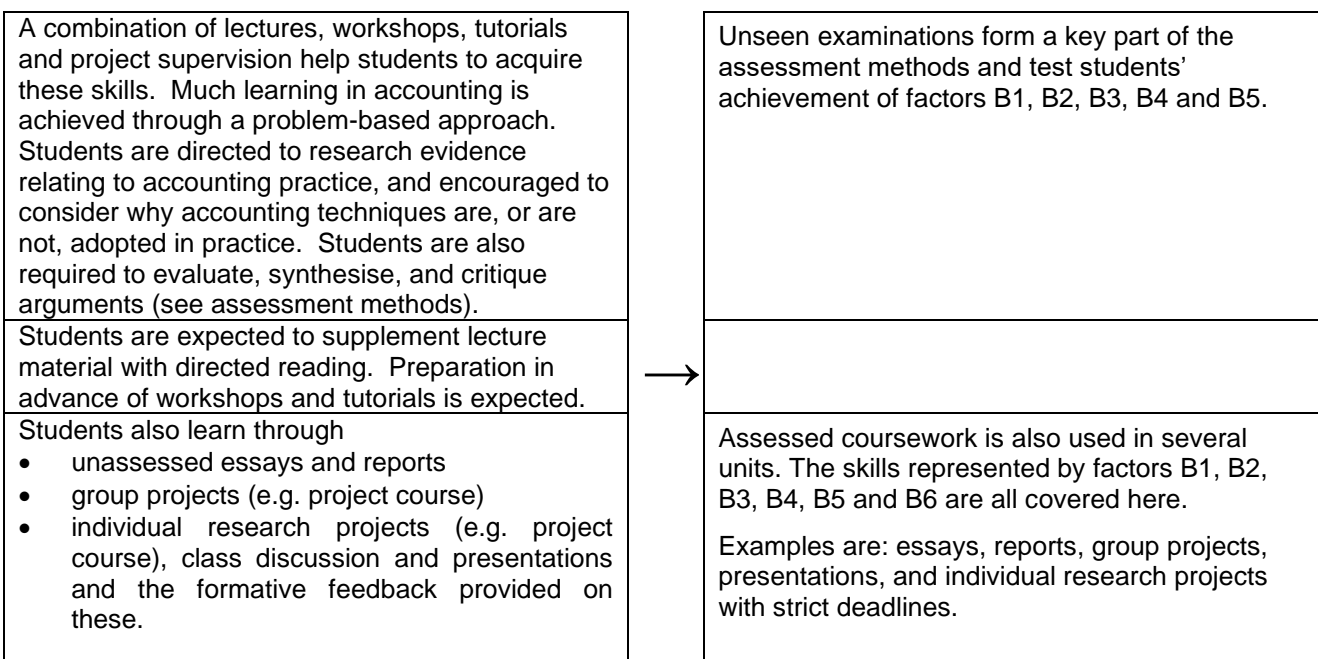 A combination of lectures, workshops, tutorials
and project supervision help students to acquire
these skills.  Much learning in accounting is
achieved through a problem-based approach.
Students are directed to research evidence
relating to accounting practice, and encouraged to
consider why accounting techniques are, or are
not, adopted in practice.  Students are also
required to evaluate, synthesise, and critique
arguments (see assessment methods).
Students are expected to supplement lecture
material with directed reading.  Preparation in
advance of workshops and tutorials is expected.
Students also learn through
• unassessed essays and reports
• group projects (e.g. project course)
• individual research projects (e.g. project
course), class discussion and presentations
and the formative feedback provided on
these.
→
Unseen examinations form a key part of the
assessment methods and test students’
achievement of factors B1, B2, B3, B4 and B5.
Assessed coursework is also used in several
units. The skills represented by factors B1, B2,
B3, B4, B5 and B6 are all covered here.
Examples are: essays, reports, group projects,
presentations, and individual research projects
with strict deadlines.